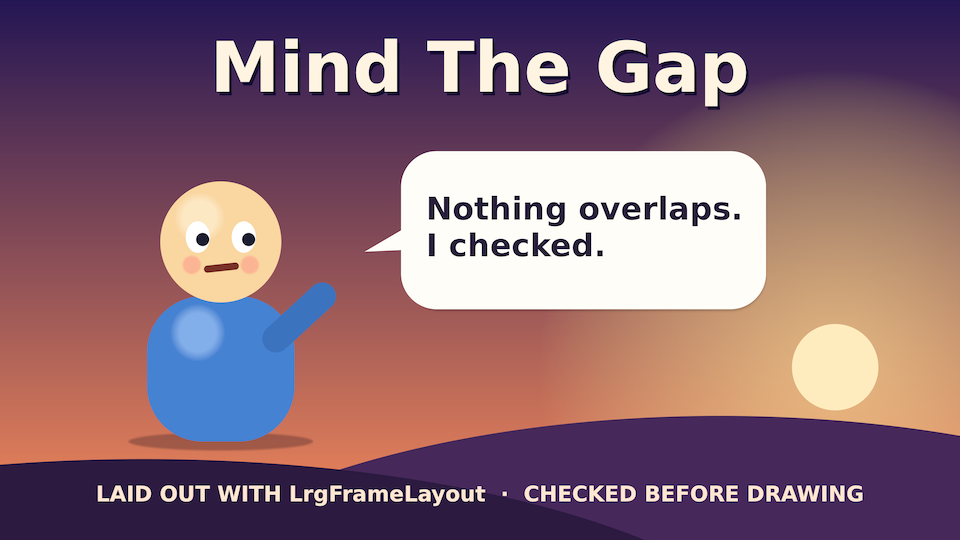 Mind The Gap
Nothing overlaps.
I checked.
LAID OUT WITH LrgFrameLayout · CHECKED BEFORE DRAWING